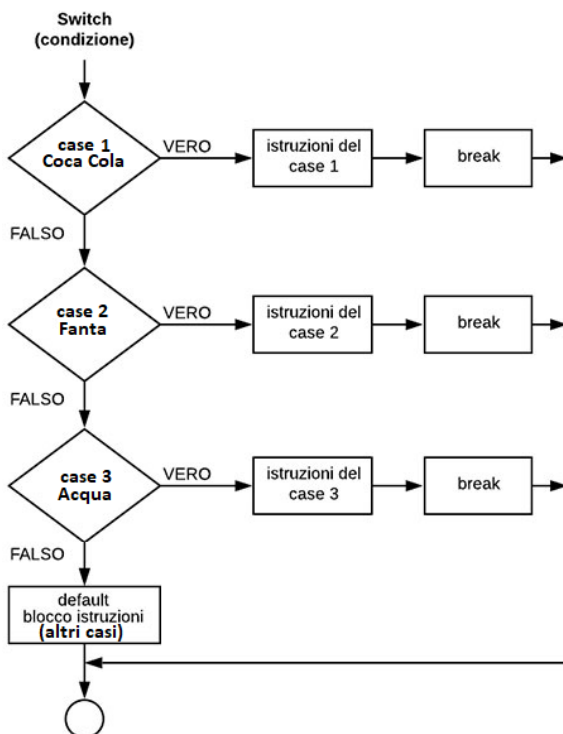 Switch
(condizione)
case 1
Coca Cola
VERO
istruzioni del
case 1
break
FALSO
case 2
Fanta
VERO
istruzioni del
case 2
break
FALSO
case 3
Acqua
VERO
istruzioni del
case 3
break
FALSO
default
blocco istruzioni
(altri casi)